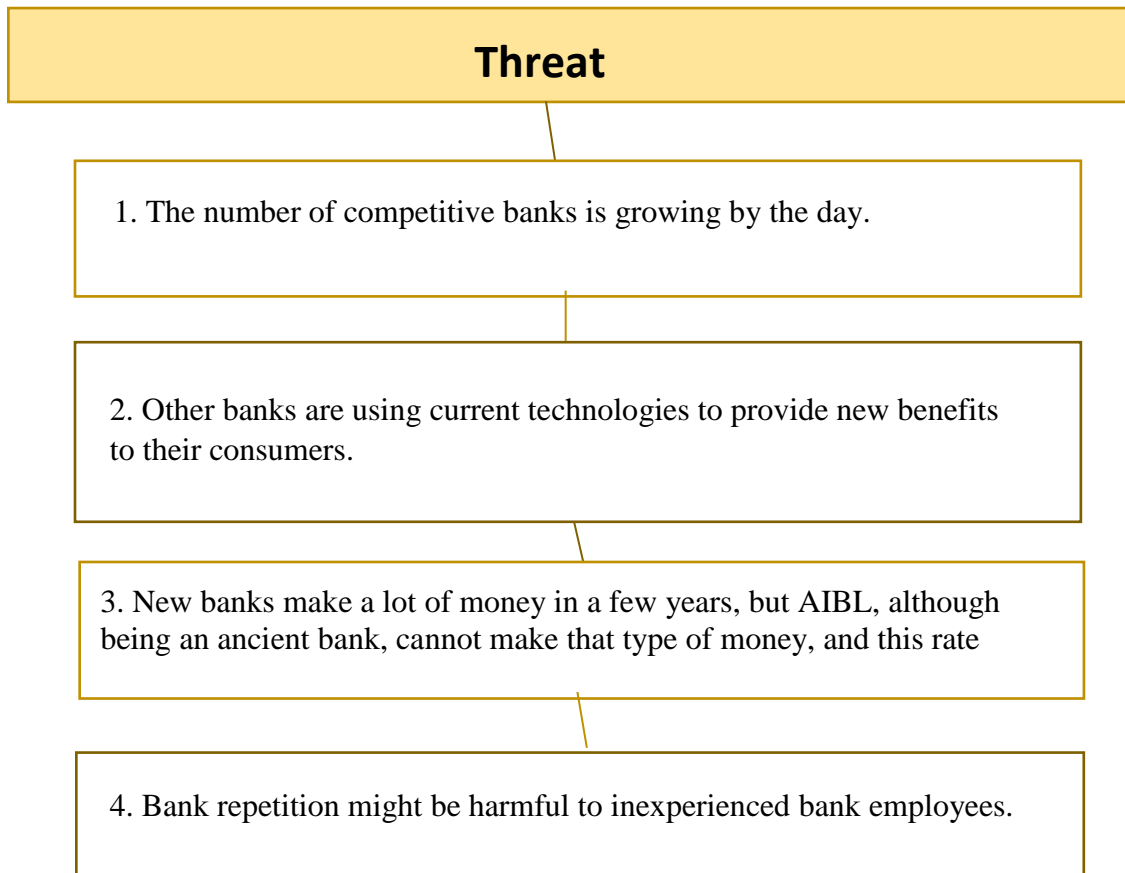 Threat
1. The number of competitive banks is growing by the day.
2. Other banks are using current technologies to provide new benefits
to their consumers.
3. New banks make a lot of money in a few years, but AIBL, although
being an ancient bank, cannot make that type of money, and this rate
4. Bank repetition might be harmful to inexperienced bank employees.